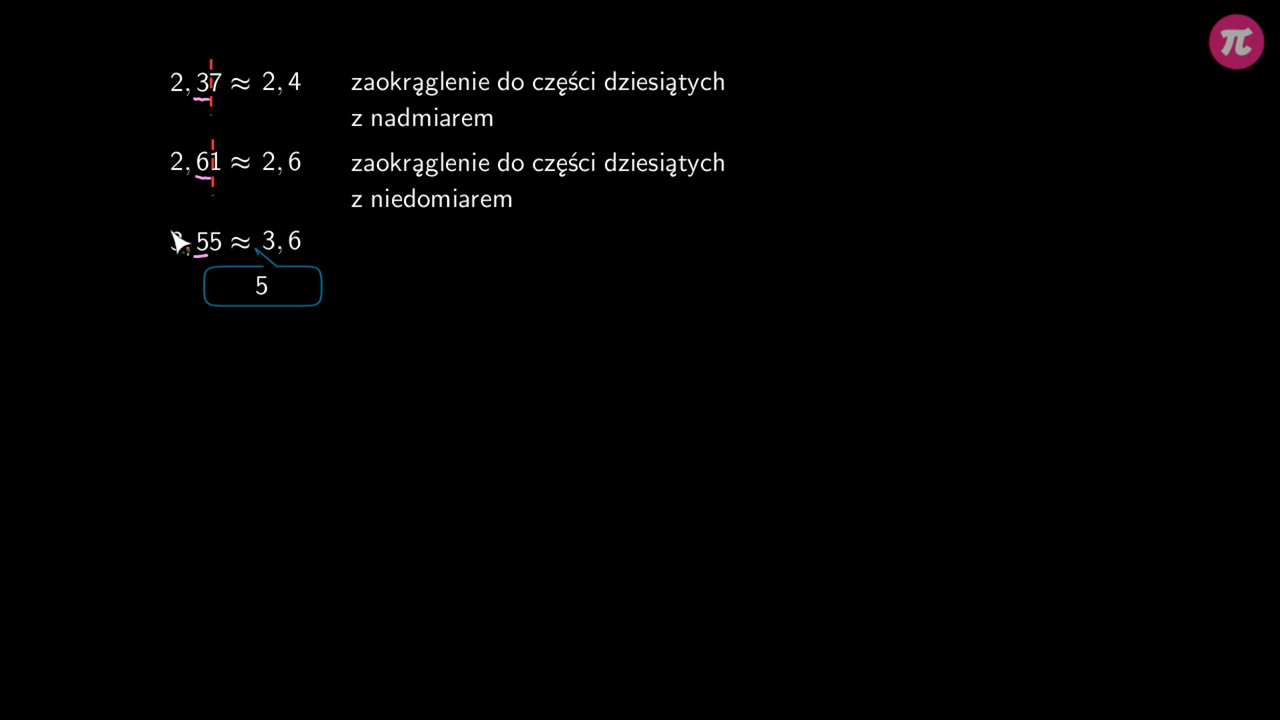 2,37 ≈ 2,4 zaokrąglenie do części dziesiątych
z nadmiarem
2,61 ≈ 2,6 zaokrąglenie do części dziesiątych
z niedomiarem
3,55 ≈ 3,6
5
π